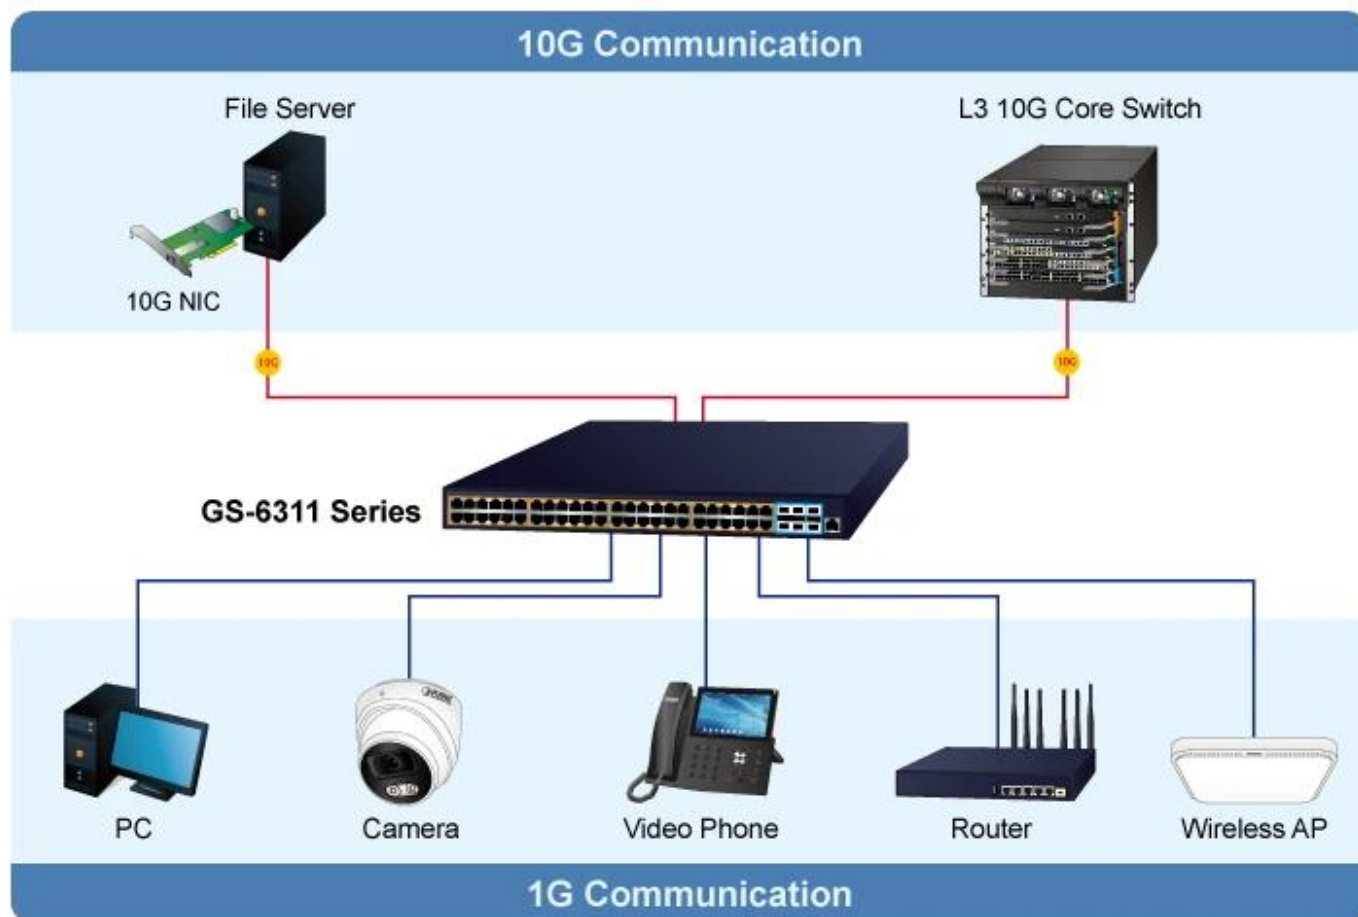 10G Communication
File Server
L3 10G Core Switch
10G NIC
10G
10G
GS-6311 Series
PC
Camera
Video Phone
Router
Wireless AP
1G Communication